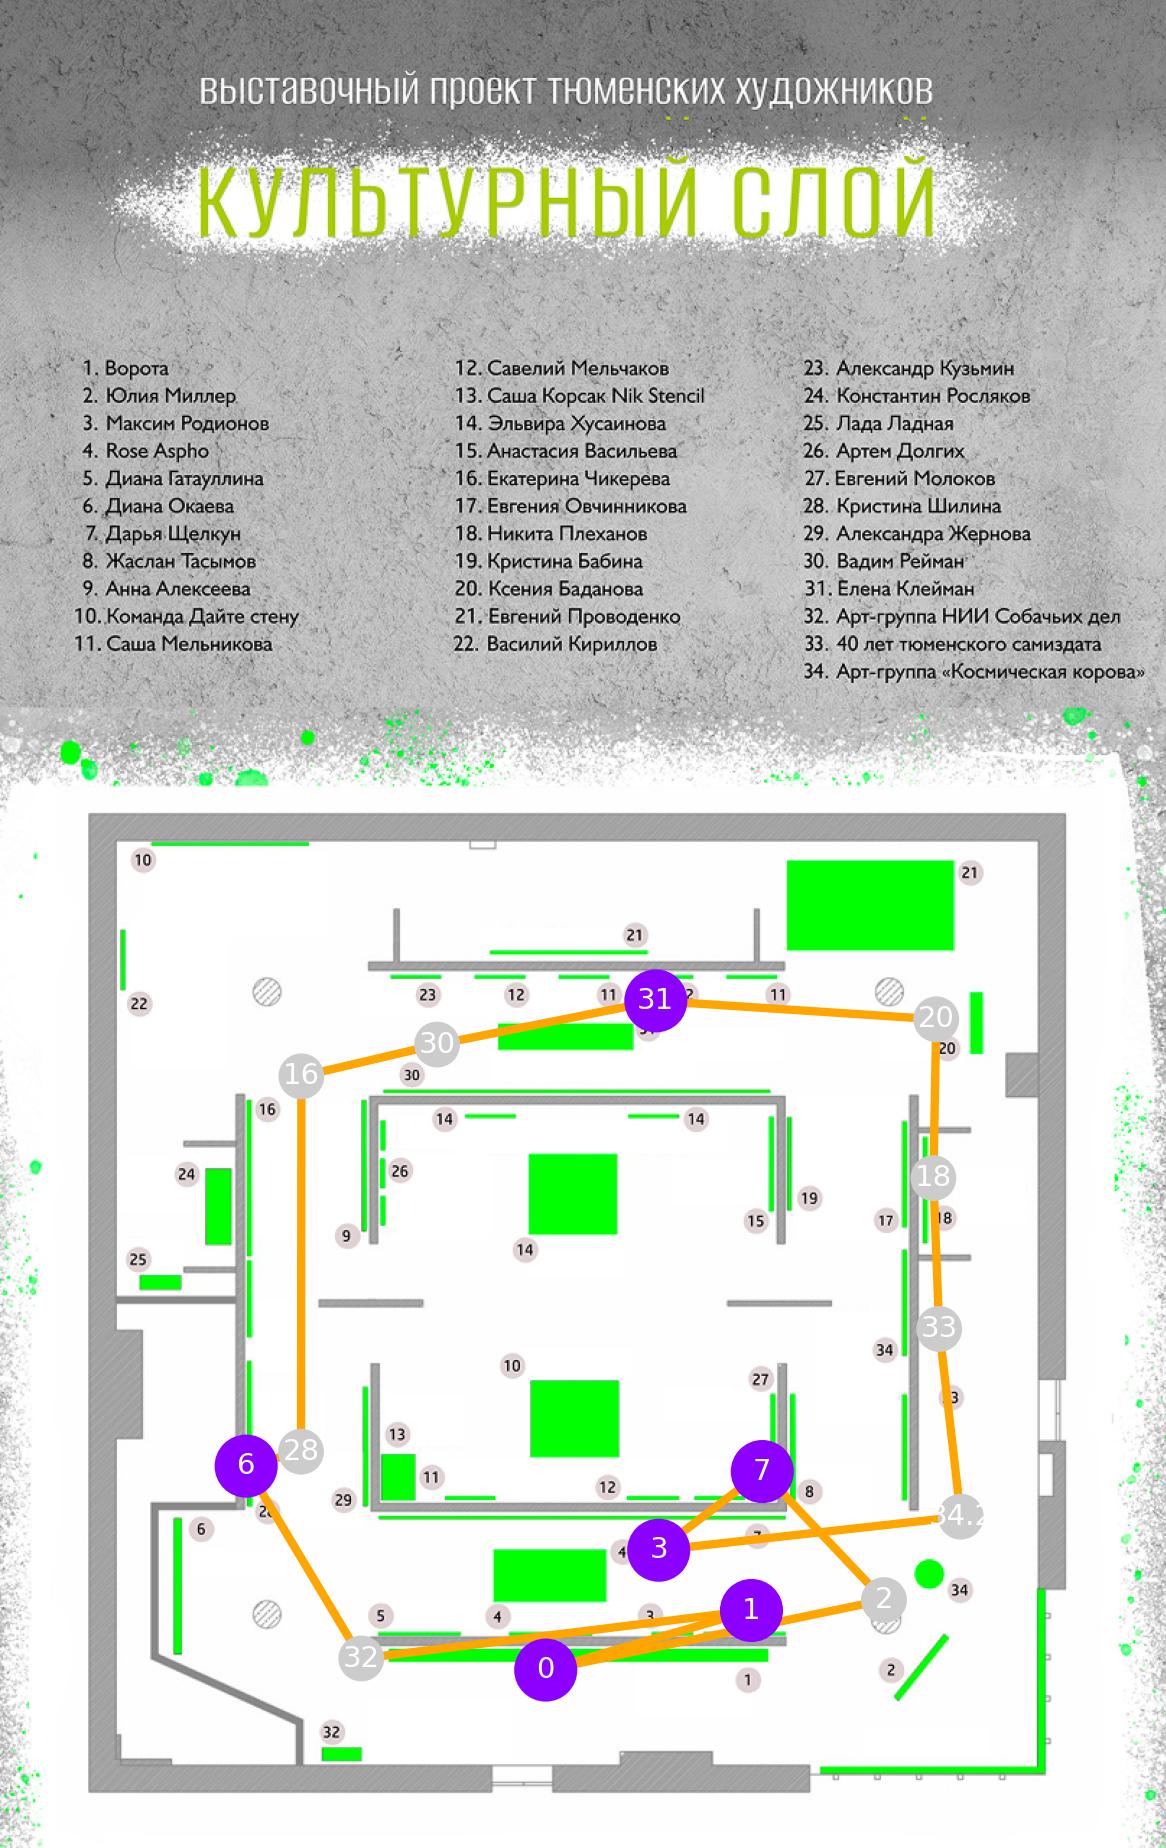 выставочный проект тюменских художников
КУЛЬТУРНЫЙ СЛОЙ
1. Ворота
2. Юлия Миллер
3. Максим Родионов
4. Rose Aspho
5. Диана Гатауллина
6. Диана Окаева
7. Дарья Щелкун
8. Жаслан Тасымов
9. Анна Алексеева
10. Команда Дайте стену
11. Саша Мельникова
12. Савелий Мельчаков
13. Саша Корсак Nik Stencil
14. Эльвира Хусаинова
15. Анастасия Васильева
16. Екатерина Чикерева
17. Евгения Овчинникова
18. Никита Плеханов
19. Кристина Бабина
20. Ксения Баданова
21. Евгений Проводенко
22. Василий Кириллов
23. Александр Кузьмин
24. Константин Росляков
25. Лада Ладная
26. Артем Долгих
27. Евгений Молоков
28. Кристина Шилина
29. Александра Жернова
30. Вадим Рейман
31. Елена Клейман
32. Арт-группа НИИ Собачьих дел
33. 40 лет тюменского самиздата
34. Арт-группа «Космическая корова»
10
21
21
22
23 12 11 31 11
20
30
20
16
30
16
14 14
24
26
18
19
9
15
17
18
25
14
33
34
10
27
13
28
6
11
7
12
8
29
34.2
6
3
34
2
5
4
3
1
32
0
2
1
32